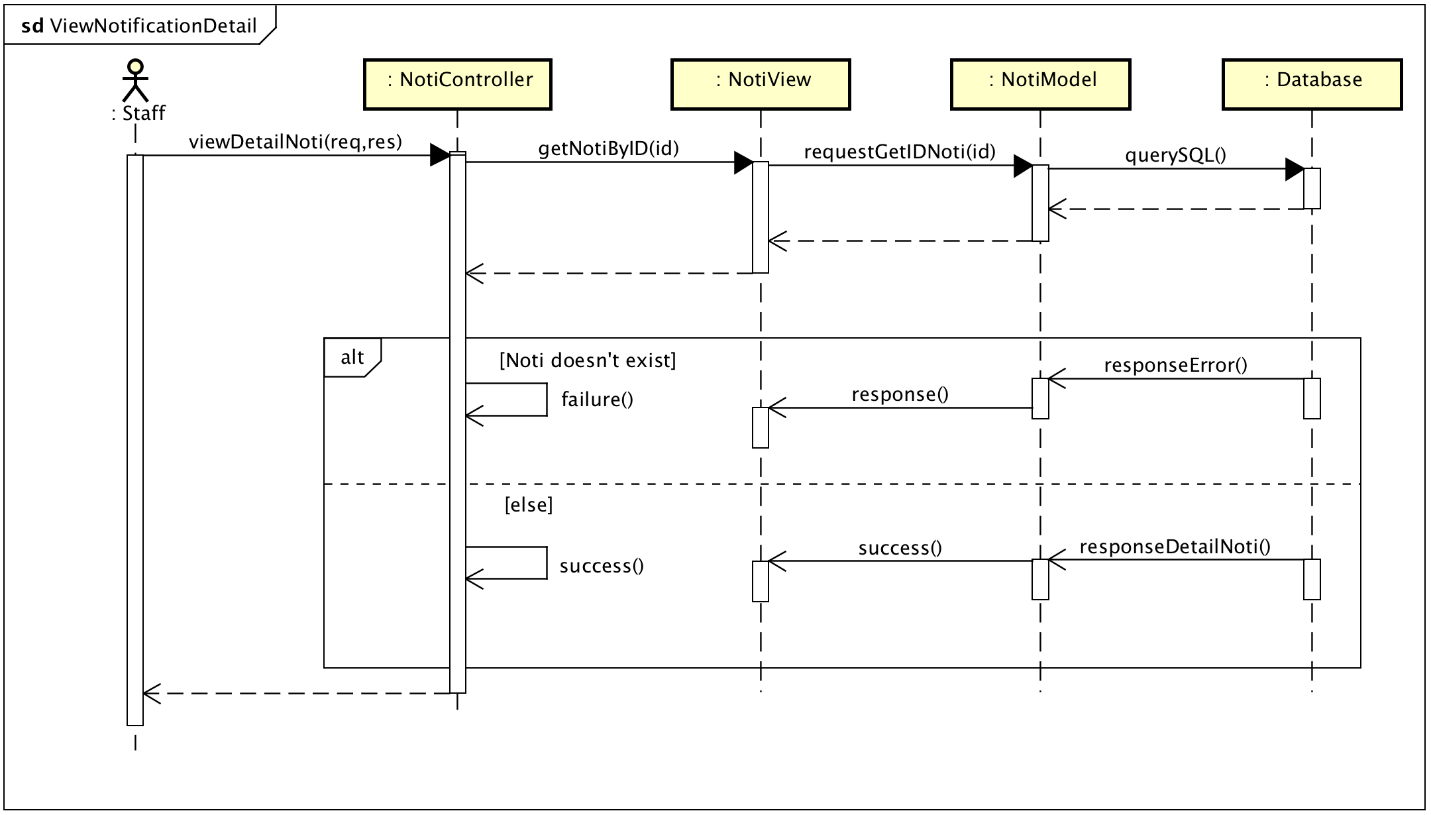 sd ViewNotificationDetail
: Staff
: NotiController
: NotiView
: NotiModel
: Database
viewDetailNoti(req,res)
getNotiByID(id)
requestGetIDNoti(id)
querySQL()
alt
[Noti doesn't exist]
responseError()
failure()
response()
[else]
success()
success()
responseDetailNoti()